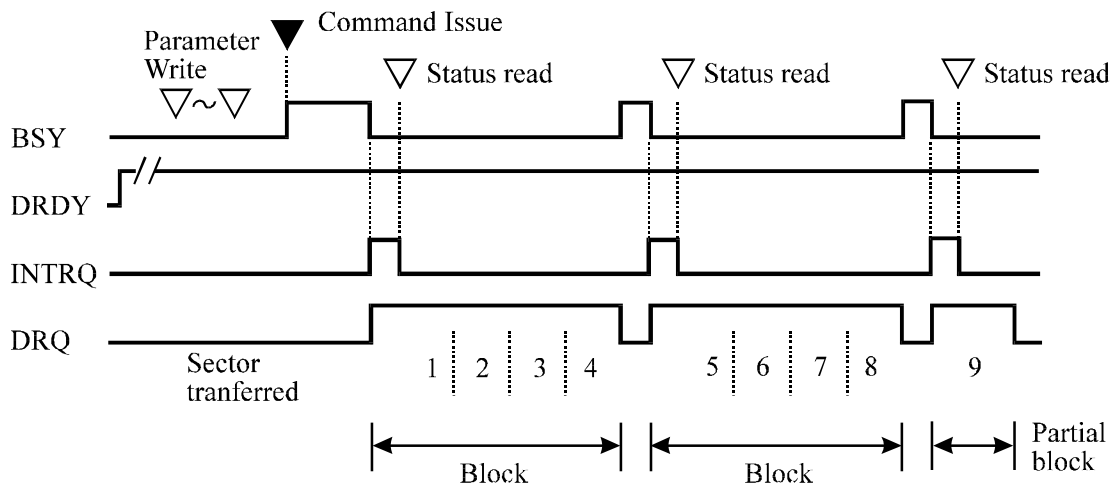 Command Issue
Parameter
Write
~
Status read
Status read
Status read
BSY
DRDY
INTRQ
DRQ
Sector
tranferred
1 2 3 4 5 6 7 8 9
Block
Block
Partial
block